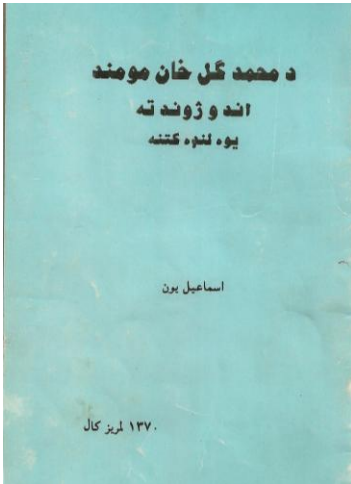 د محمد گل خان مومند
اند و ژوند ته
یوه لنډه کتنه
اسماعیل یون
۱۳۷۰ لمریز کال